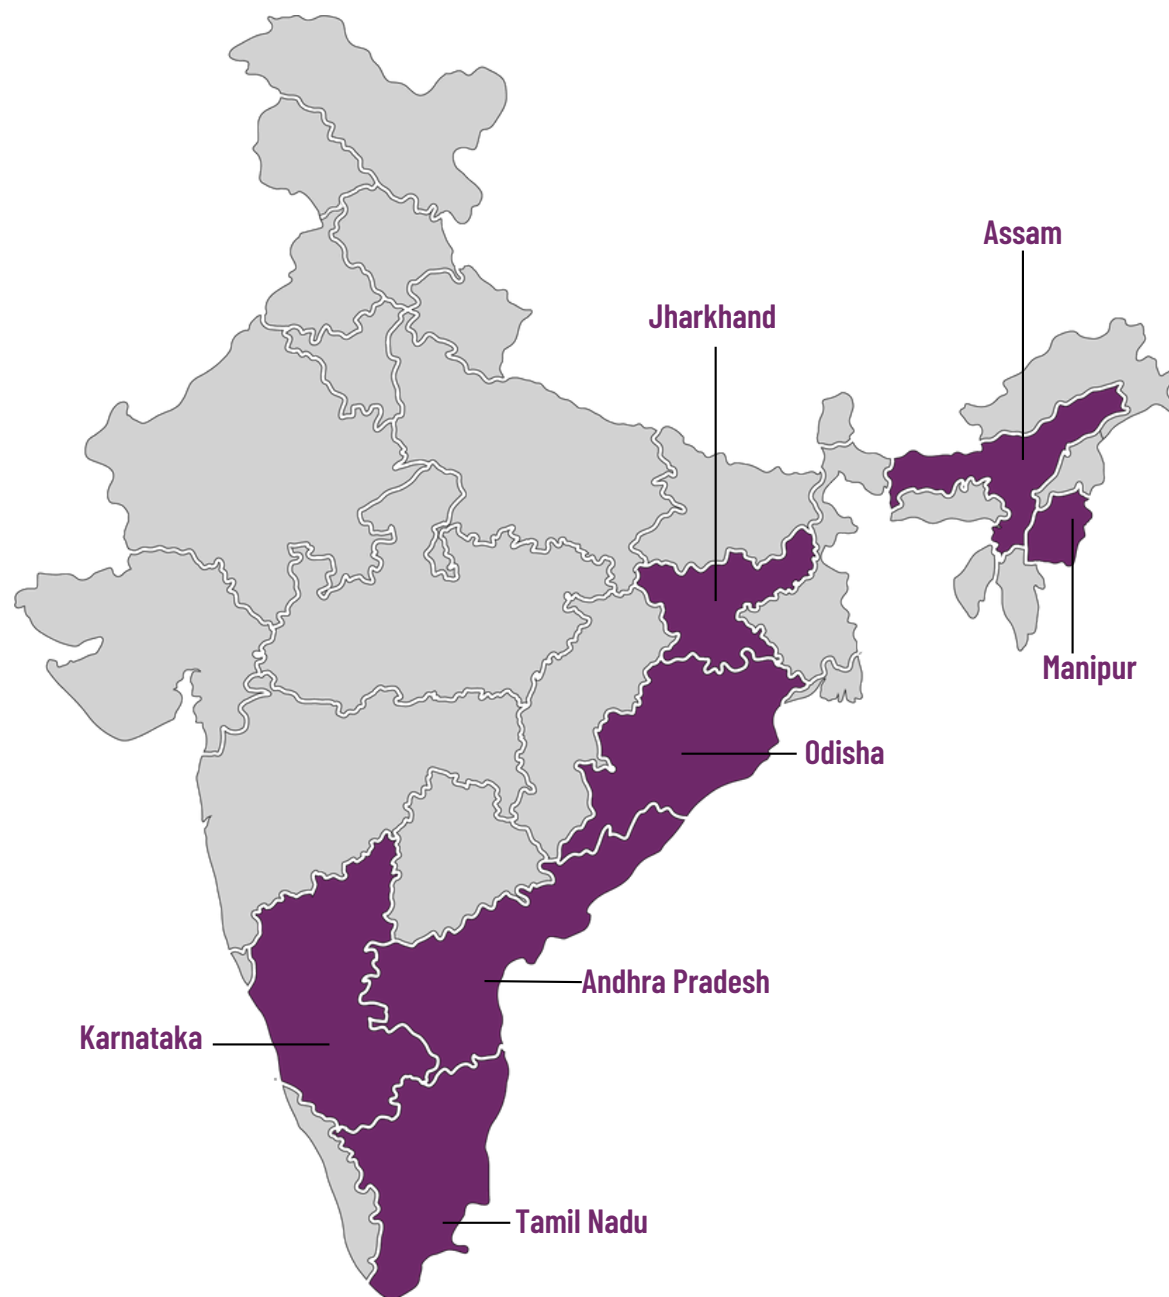 Assam
Jharkhand
Manipur
Odisha
Andhra Pradesh
Karnataka
Tamil Nadu